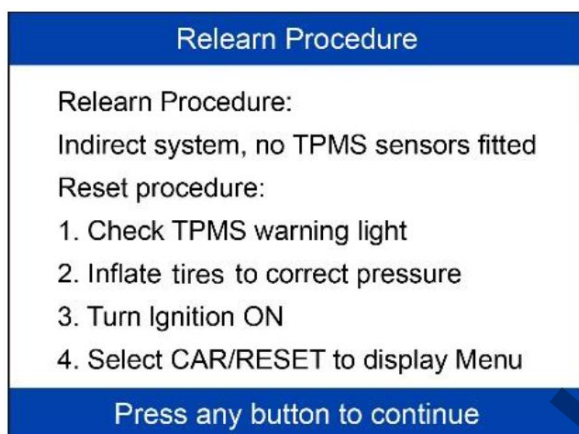 Relearn Procedure
Relearn Procedure:
Indirect system, no TPMS sensors fitted
Reset procedure:
1. Check TPMS warning light
2. Inflate tires to correct pressure
3. Turn Ignition ON
4. Select CAR/RESET to display Menu
Press any button to continue